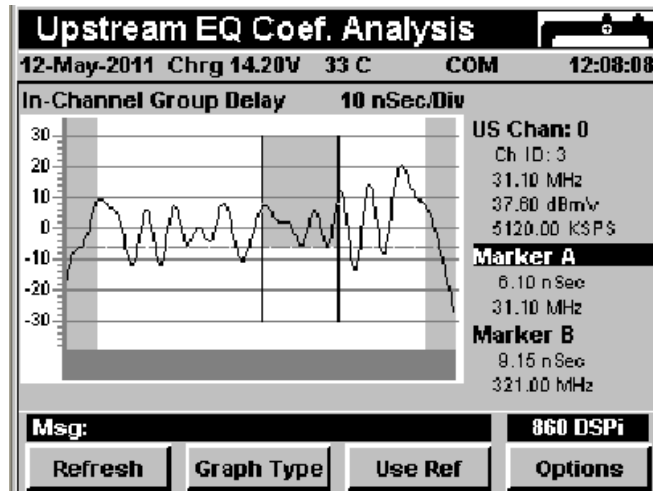 Upstream EQ Coef. Analysis
12-May-2011 Chrg 14.20V 33 C COM 12:08:08
In-Channel Group Delay 10 nSec/Div
30
20
10
0
-10
-20
-30
US Chan: 0
Ch ID: 3
31.10 MHz
37.60 dBmV
5120.00 KSPS
Marker A
6.10 nSec
31.10 MHz
Marker B
9.15 nSec
321.00 MHz
Msg:
860 DSPi
Refresh
Graph Type
Use Ref
Options